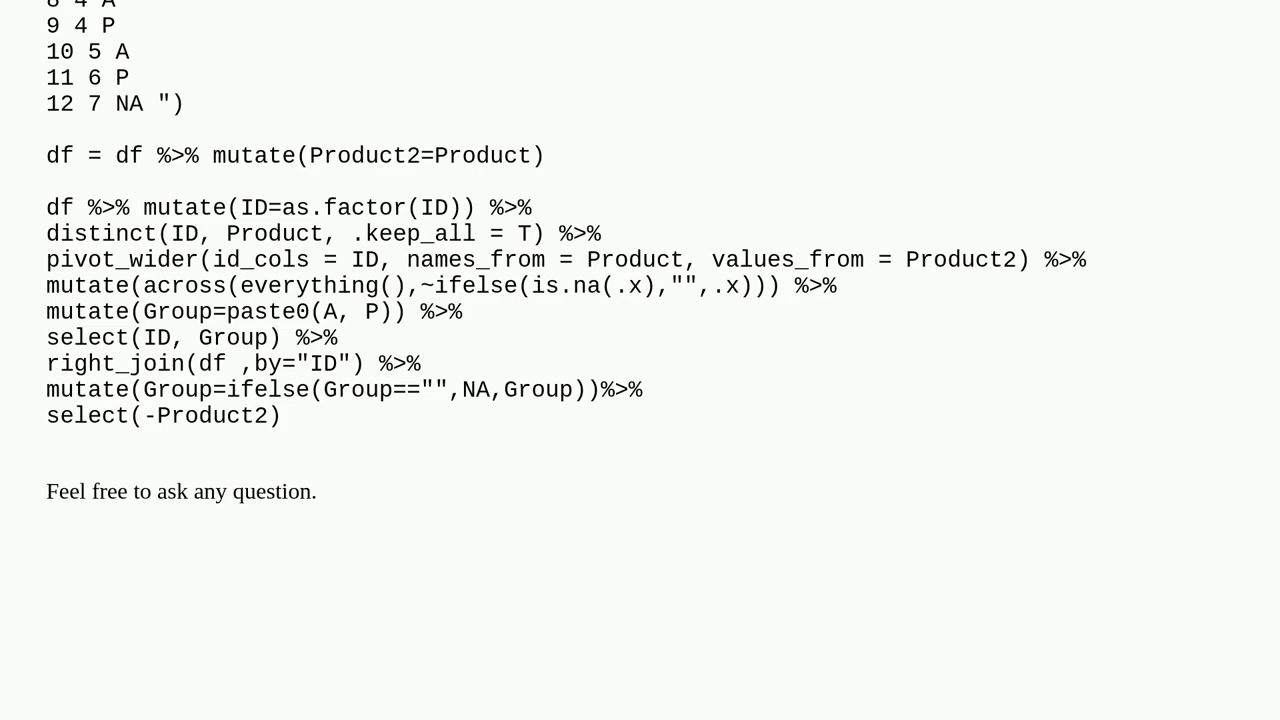 8 4 A
9 4 P
10 5 A
11 6 P
12 7 NA ")
df = df %>% mutate(Product2=Product)
df %>% mutate(ID=as.factor(ID)) %>%
distinct(ID, Product, .keep_all = T) %>%
pivot_wider(id_cols = ID, names_from = Product, values_from = Product2) %>%
mutate(across(everything(),~ifelse(is.na(.x),"",.x))) %>%
mutate(Group=paste0(A, P)) %>%
select(ID, Group) %>%
right_join(df ,by="ID") %>%
mutate(Group=ifelse(Group=="",NA,Group))%>%
select(-Product2)
Feel free to ask any question.